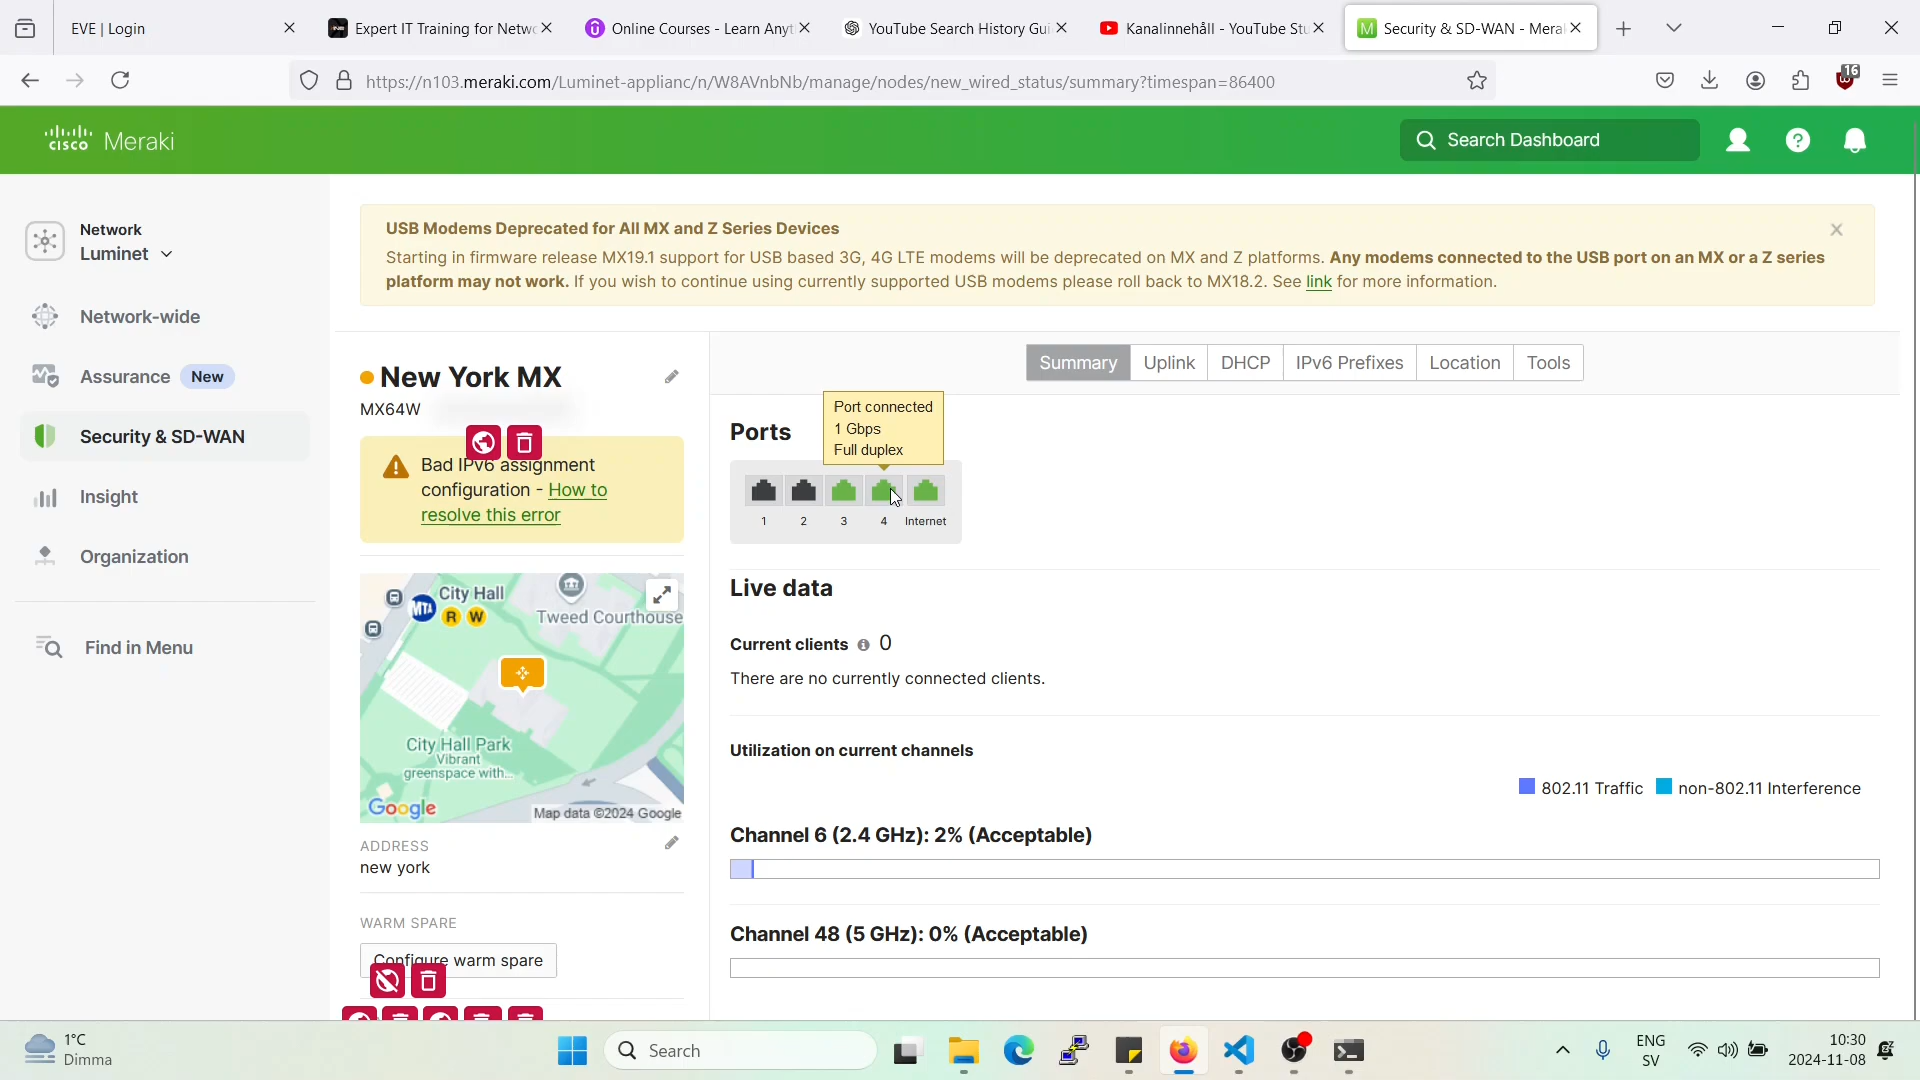 EVE | Login
Expert IT Training for Netwo
Online Courses - Learn Anyt
YouTube Search History Gui
Kanalinnehåll - YouTube Stu
Security & SD-WAN - Merak
https://n103.meraki.com/Luminet-applianc/n/W8AVnbNb/manage/nodes/new_wired_status/summary?timespan=86400
16
cisco Meraki
Search Dashboard
Network
Luminet
Network-wide
Assurance New
Security & SD-WAN
Insight
Organization
Find in Menu
USB Modems Deprecated for All MX and Z Series Devices
Starting in firmware release MX19.1 support for USB based 3G, 4G LTE modems will be deprecated on MX and Z platforms. Any modems connected to the USB port on an MX or a Z series
platform may not work. If you wish to continue using currently supported USB modems please roll back to MX18.2. See link for more information.
New York MX
MX64W
Bad IPv6 assignment
configuration - How to
resolve this error
City Hall
MTA
R W
Tweed Courthouse
City Hall Park
Vibrant
greenspace with...
Google
Map data ©2024 Google
ADDRESS
new york
WARM SPARE
Configure warm spare
Summary
Uplink
DHCP
IPv6 Prefixes
Location
Tools
Ports
Port connected
1 Gbps
Full duplex
1 2 3 4 Internet
Live data
Current clients 0
There are no currently connected clients.
Utilization on current channels
802.11 Traffic non-802.11 Interference
Channel 6 (2.4 GHz): 2% (Acceptable)
Channel 48 (5 GHz): 0% (Acceptable)
1°C
Dimma
Search
ENG
SV
10:30
2024-11-08